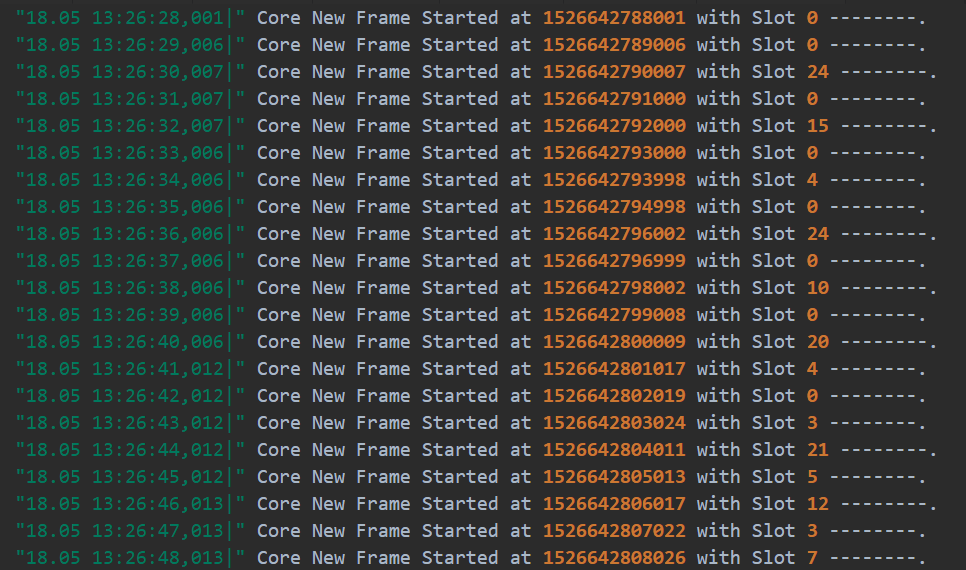 "18.05 13:26:28,001|" Core New Frame Started at 1526642788001 with Slot 0 --------.
"18.05 13:26:29,006|" Core New Frame Started at 1526642789006 with Slot 0 --------.
"18.05 13:26:30,007|" Core New Frame Started at 1526642790007 with Slot 24 --------.
"18.05 13:26:31,007|" Core New Frame Started at 1526642791000 with Slot 0 --------.
"18.05 13:26:32,007|" Core New Frame Started at 1526642792000 with Slot 15 --------.
"18.05 13:26:33,006|" Core New Frame Started at 1526642793000 with Slot 0 --------.
"18.05 13:26:34,006|" Core New Frame Started at 1526642793998 with Slot 4 --------.
"18.05 13:26:35,006|" Core New Frame Started at 1526642794998 with Slot 0 --------.
"18.05 13:26:36,006|" Core New Frame Started at 1526642796002 with Slot 24 --------.
"18.05 13:26:37,006|" Core New Frame Started at 1526642796999 with Slot 0 --------.
"18.05 13:26:38,006|" Core New Frame Started at 1526642798002 with Slot 10 --------.
"18.05 13:26:39,006|" Core New Frame Started at 1526642799008 with Slot 0 --------.
"18.05 13:26:40,006|" Core New Frame Started at 1526642800009 with Slot 20 --------.
"18.05 13:26:41,012|" Core New Frame Started at 1526642801017 with Slot 4 --------.
"18.05 13:26:42,012|" Core New Frame Started at 1526642802019 with Slot 0 --------.
"18.05 13:26:43,012|" Core New Frame Started at 1526642803024 with Slot 3 --------.
"18.05 13:26:44,012|" Core New Frame Started at 1526642804011 with Slot 21 --------.
"18.05 13:26:45,012|" Core New Frame Started at 1526642805013 with Slot 5 --------.
"18.05 13:26:46,013|" Core New Frame Started at 1526642806017 with Slot 12 --------.
"18.05 13:26:47,013|" Core New Frame Started at 1526642807022 with Slot 3 --------.
"18.05 13:26:48,013|" Core New Frame Started at 1526642808026 with Slot 7 --------.